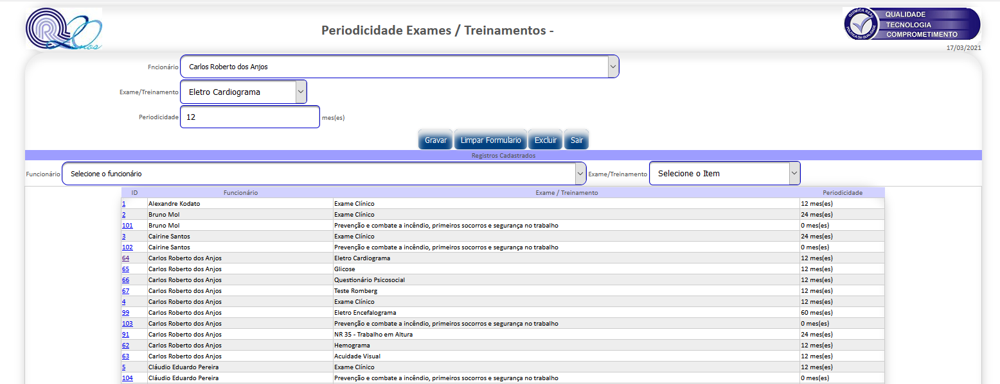 Periodicidade Exames / Treinamentos -
QUÍMICA REAL
POLÍTICA DA QUALIDADE
QUALIDADE
TECNOLOGIA
COMPROMETIMENTO
17/03/2021
Fncionário Carlos Roberto dos Anjos
Exame/Treinamento Eletro Cardiograma
Periodicidade 12 mes(es)
Gravar Limpar Formulario Excluir Sair
Registros Cadastrados
Funcionário Selecione o funcionário Exame/Treinamento Selecione o Item
ID Funcionário Exame / Treinamento Periodicidade
1 Alexandre Kodato Exame Clínico 12 mes(es)
2 Bruno Mol Exame Clínico 24 mes(es)
101 Bruno Mol Prevenção e combate a incêndio, primeiros socorros e segurança no trabalho 0 mes(es)
3 Cairine Santos Exame Clínico 24 mes(es)
102 Cairine Santos Prevenção e combate a incêndio, primeiros socorros e segurança no trabalho 0 mes(es)
64 Carlos Roberto dos Anjos Eletro Cardiograma 12 mes(es)
65 Carlos Roberto dos Anjos Glicose 12 mes(es)
66 Carlos Roberto dos Anjos Questionário Psicosocial 12 mes(es)
67 Carlos Roberto dos Anjos Teste Romberg 12 mes(es)
4 Carlos Roberto dos Anjos Exame Clínico 12 mes(es)
99 Carlos Roberto dos Anjos Eletro Encefalograma 60 mes(es)
103 Carlos Roberto dos Anjos Prevenção e combate a incêndio, primeiros socorros e segurança no trabalho 0 mes(es)
91 Carlos Roberto dos Anjos NR 35 - Trabalho em Altura 24 mes(es)
62 Carlos Roberto dos Anjos Hemograma 12 mes(es)
63 Carlos Roberto dos Anjos Acuidade Visual 12 mes(es)
5 Cláudio Eduardo Pereira Exame Clínico 12 mes(es)
104 Cláudio Eduardo Pereira Prevenção e combate a incêndio, primeiros socorros e segurança no trabalho 0 mes(es)